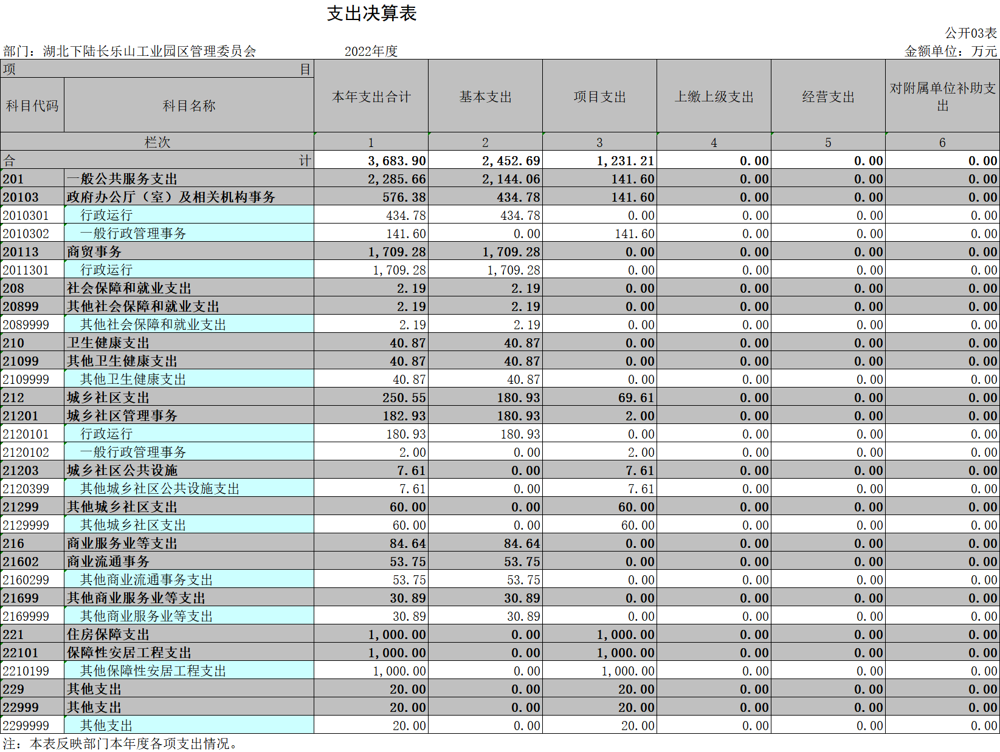 支出决算表
公开03表
部门：湖北下陆长乐山工业园区管理委员会 2022年度 金额单位：万元
项 目 本年支出合计 基本支出 项目支出 上缴上级支出 经营支出 对附属单位补助支出
科目代码 科目名称
栏次 1 2 3 4 5 6
合 计 3,683.90 2,452.69 1,231.21 0.00 0.00 0.00
201 一般公共服务支出 2,285.66 2,144.06 141.60 0.00 0.00 0.00
20103 政府办公厅（室）及相关机构事务 576.38 434.78 141.60 0.00 0.00 0.00
2010301 行政运行 434.78 434.78 0.00 0.00 0.00 0.00
2010302 一般行政管理事务 141.60 0.00 141.60 0.00 0.00 0.00
20113 商贸事务 1,709.28 1,709.28 0.00 0.00 0.00 0.00
2011301 行政运行 1,709.28 1,709.28 0.00 0.00 0.00 0.00
208 社会保障和就业支出 2.19 2.19 0.00 0.00 0.00 0.00
20899 其他社会保障和就业支出 2.19 2.19 0.00 0.00 0.00 0.00
2089999 其他社会保障和就业支出 2.19 2.19 0.00 0.00 0.00 0.00
210 卫生健康支出 40.87 40.87 0.00 0.00 0.00 0.00
21099 其他卫生健康支出 40.87 40.87 0.00 0.00 0.00 0.00
2109999 其他卫生健康支出 40.87 40.87 0.00 0.00 0.00 0.00
212 城乡社区支出 250.55 180.93 69.61 0.00 0.00 0.00
21201 城乡社区管理事务 182.93 180.93 2.00 0.00 0.00 0.00
2120101 行政运行 180.93 180.93 0.00 0.00 0.00 0.00
2120102 一般行政管理事务 2.00 0.00 2.00 0.00 0.00 0.00
21203 城乡社区公共设施 7.61 0.00 7.61 0.00 0.00 0.00
2120399 其他城乡社区公共设施支出 7.61 0.00 7.61 0.00 0.00 0.00
21299 其他城乡社区支出 60.00 0.00 60.00 0.00 0.00 0.00
2129999 其他城乡社区支出 60.00 0.00 60.00 0.00 0.00 0.00
216 商业服务业等支出 84.64 84.64 0.00 0.00 0.00 0.00
21602 商业流通事务 53.75 53.75 0.00 0.00 0.00 0.00
2160299 其他商业流通事务支出 53.75 53.75 0.00 0.00 0.00 0.00
21699 其他商业服务业等支出 30.89 30.89 0.00 0.00 0.00 0.00
2169999 其他商业服务业等支出 30.89 30.89 0.00 0.00 0.00 0.00
221 住房保障支出 1,000.00 0.00 1,000.00 0.00 0.00 0.00
22101 保障性安居工程支出 1,000.00 0.00 1,000.00 0.00 0.00 0.00
2210199 其他保障性安居工程支出 1,000.00 0.00 1,000.00 0.00 0.00 0.00
229 其他支出 20.00 0.00 20.00 0.00 0.00 0.00
22999 其他支出 20.00 0.00 20.00 0.00 0.00 0.00
2299999 其他支出 20.00 0.00 20.00 0.00 0.00 0.00
注：本表反映部门本年度各项支出情况。